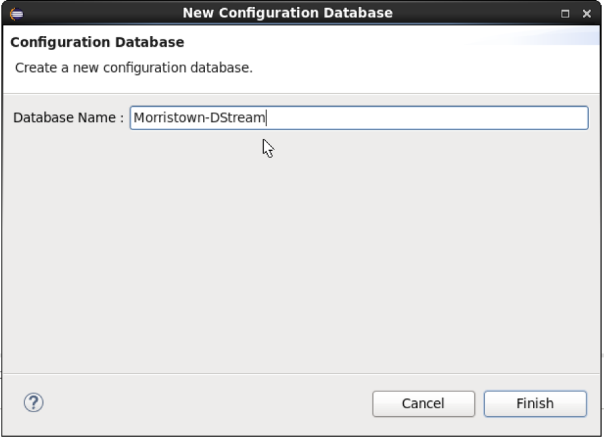 New Configuration Database
Configuration Database
Create a new configuration database.
Database Name : Morristown-DStream
?
Cancel Finish